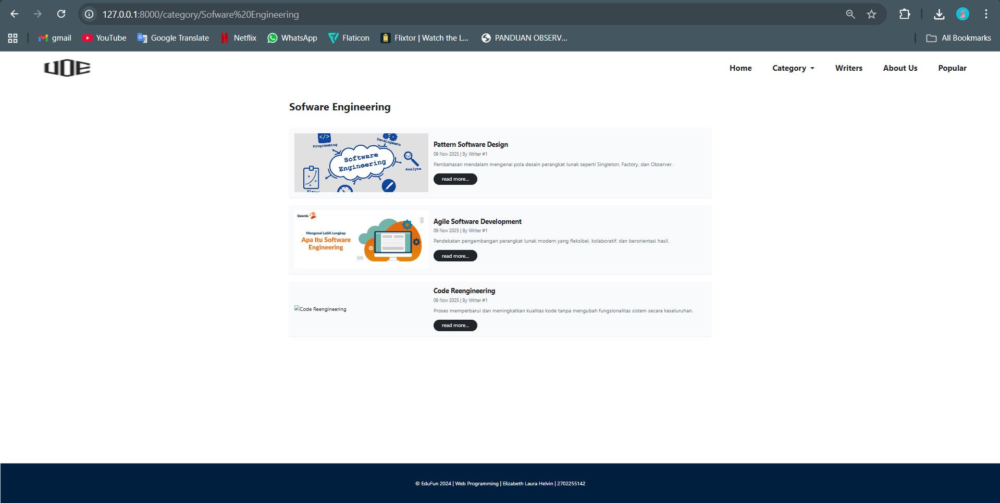 127.0.0.1:8000/category/Sofware%20Engineering
gmail YouTube Google Translate Netflix WhatsApp Flaticon Flixtor | Watch the L... PANDUAN OBSERV... All Bookmarks
UOE Home Category Writers About Us Popular
Sofware Engineering
</>
Programming
Development
Software
Engineering
Analyze
Pattern Software Design
09 Nov 2025 | By Writer #1
Pembahasan mendalam mengenai pola desain perangkat lunak seperti Singleton, Factory, dan Observer.
read more...
Qwords
Mengenal Lebih Lengkap
Apa Itu Software
Engineering
Agile Software Development
09 Nov 2025 | By Writer #1
Pendekatan pengembangan perangkat lunak modern yang fleksibel, kolaboratif, dan berorientasi hasil.
read more...
Code Reengineering
Code Reengineering
09 Nov 2025 | By Writer #1
Proses memperbarui dan meningkatkan kualitas kode tanpa mengubah fungsionalitas sistem secara keseluruhan.
read more...
© EduFun 2024 | Web Programming | Elizabeth Laura Helvin | 2702255142